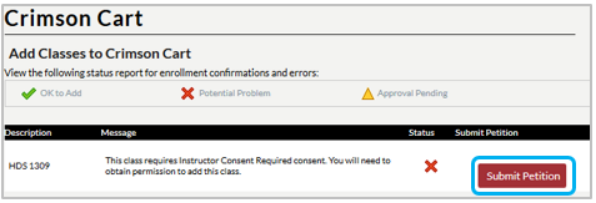 Crimson Cart
Add Classes to Crimson Cart
View the following status report for enrollment confirmations and errors:
OK to Add Potential Problem Approval Pending
Description Message Status Submit Petition
HDS 1309 This class requires Instructor Consent Required consent. You will need to
obtain permission to add this class.
Submit Petition